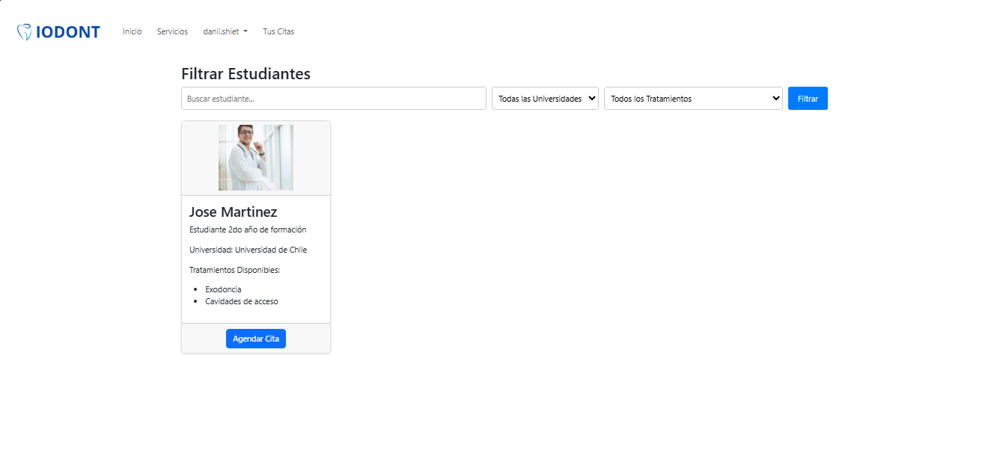 IODONT
Inicio
Servicios
danii.shiet
Tus Citas
Filtrar Estudiantes
Buscar estudiante...
Todas las Universidades
Todos los Tratamientos
Filtrar
Jose Martinez
Estudiante 2do año de formación
Universidad: Universidad de Chile
Tratamientos Disponibles:
Exodoncia
Cavidades de acceso
Agendar Cita